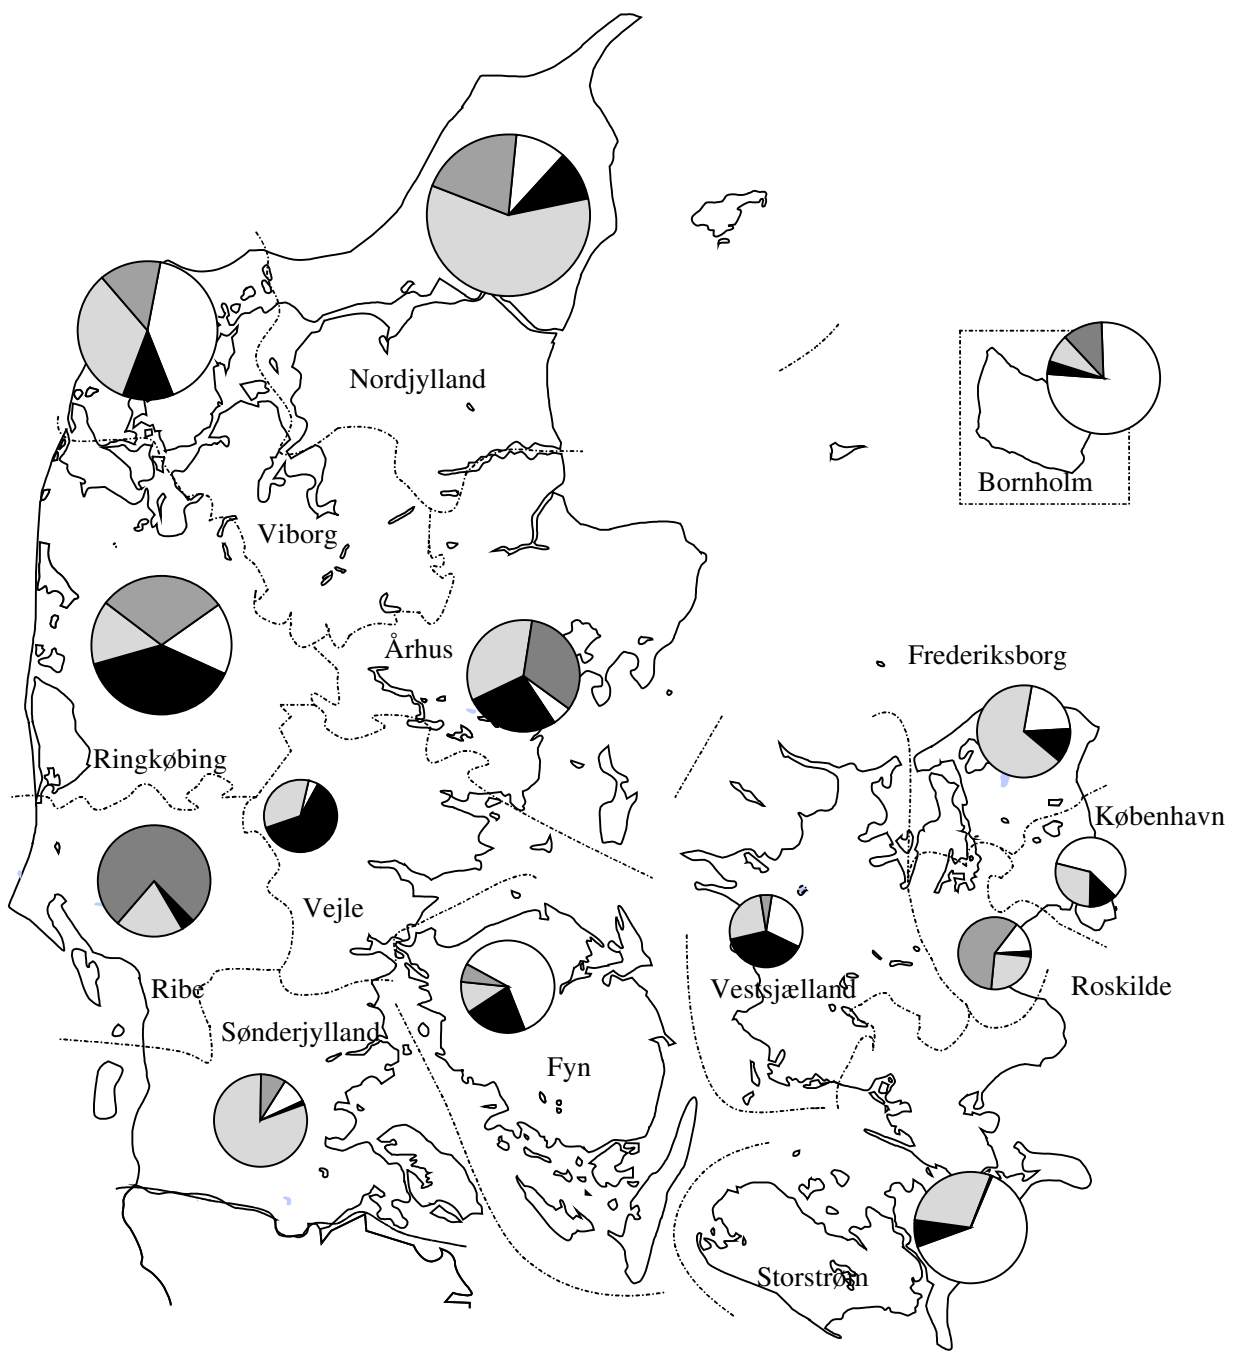 Nordjylland
Bornholm
Viborg
Århus
Frederiksborg
Ringkøbing
København
Vejle
Ribe
Vestsjælland
Roskilde
Sønderjylland
Fyn
Storstrøm